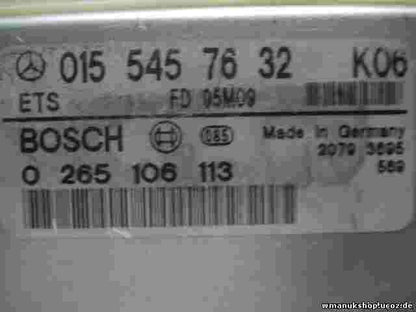 015 545 76 32 K06
ETS FD 95M09
BOSCH 085 Made In Germany
0 265 106 113 2079 3695
569
wmanukshop.ucoz.de